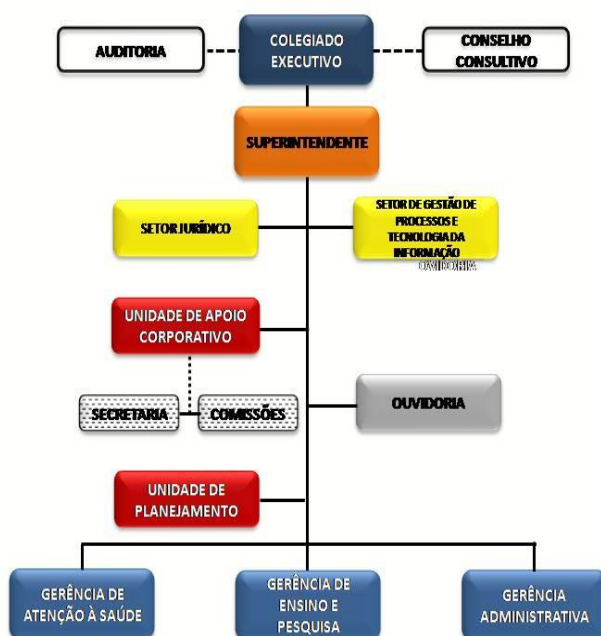 AUDITORIA
COLEGIADO
EXECUTIVO
CONSELHO
CONSULTIVO
SUPERINTENDENTE
SETOR JURÍDICO
SETOR DE GESTÃO DE
PROCESSOS E
TECNOLOGIA DA
INFORMAÇÃO
OUVIDORIA
UNIDADE DE APOIO
CORPORATIVO
SECRETARIA
COMISSÕES
OUVIDORIA
UNIDADE DE
PLANEJAMENTO
GERÊNCIA DE
ATENÇÃO À SAÚDE
GERÊNCIA DE
ENSINO E
PESQUISA
GERÊNCIA
ADMINISTRATIVA